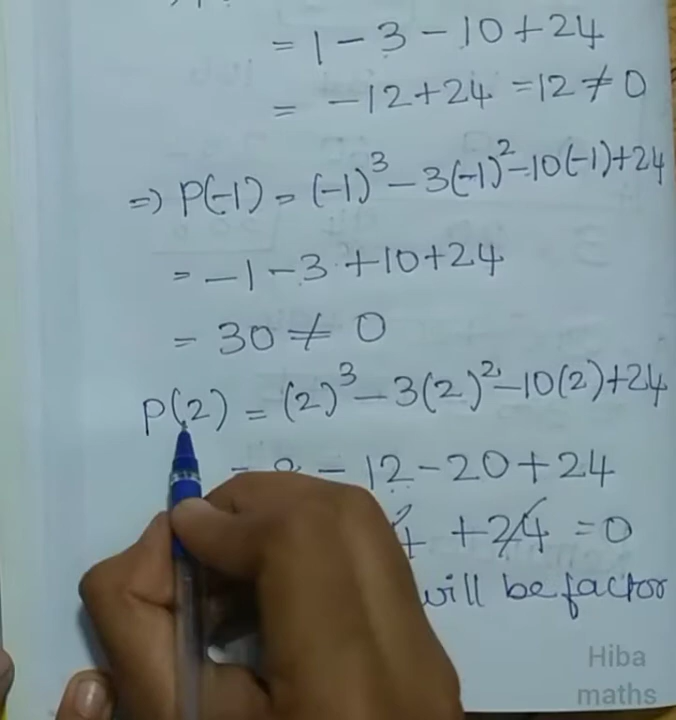 = 1 - 3 - 10 + 24
= -12 + 24 = 12 ≠ 0
=) P(-1) = (-1)³ - 3(-1)² - 10(-1) + 24
= -1 - 3 + 10 + 24
= 30 ≠ 0
P(2) = (2)³ - 3(2)² - 10(2) + 24
- 12 - 20 + 24
+ 24 = 0
will be factor
Hiba
maths